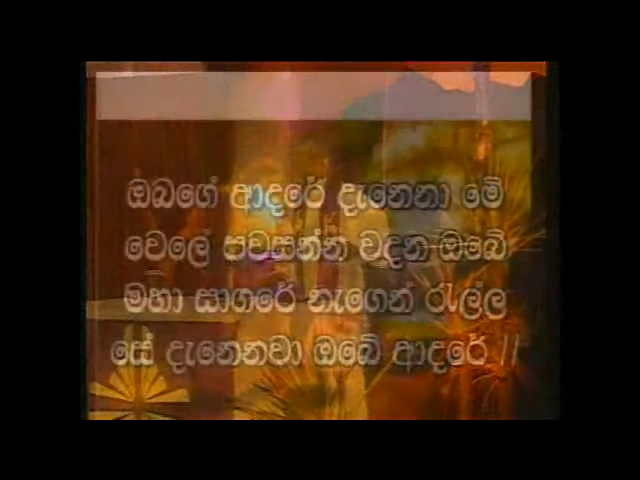 ඔබගේ ආදරේ දැනෙනා මේ
වෙලේ පවසන්න වදන ඔබේ
මහා සාගරේ නැගෙන් රැල්ල
සේ දැනෙනවා ඔබේ ආදරේ //